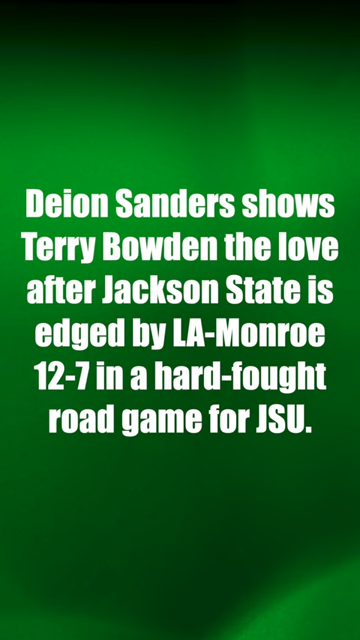 Deion Sanders shows
Terry Bowden the love
after Jackson State is
edged by LA-Monroe
12-7 in a hard-fought
road game for JSU.